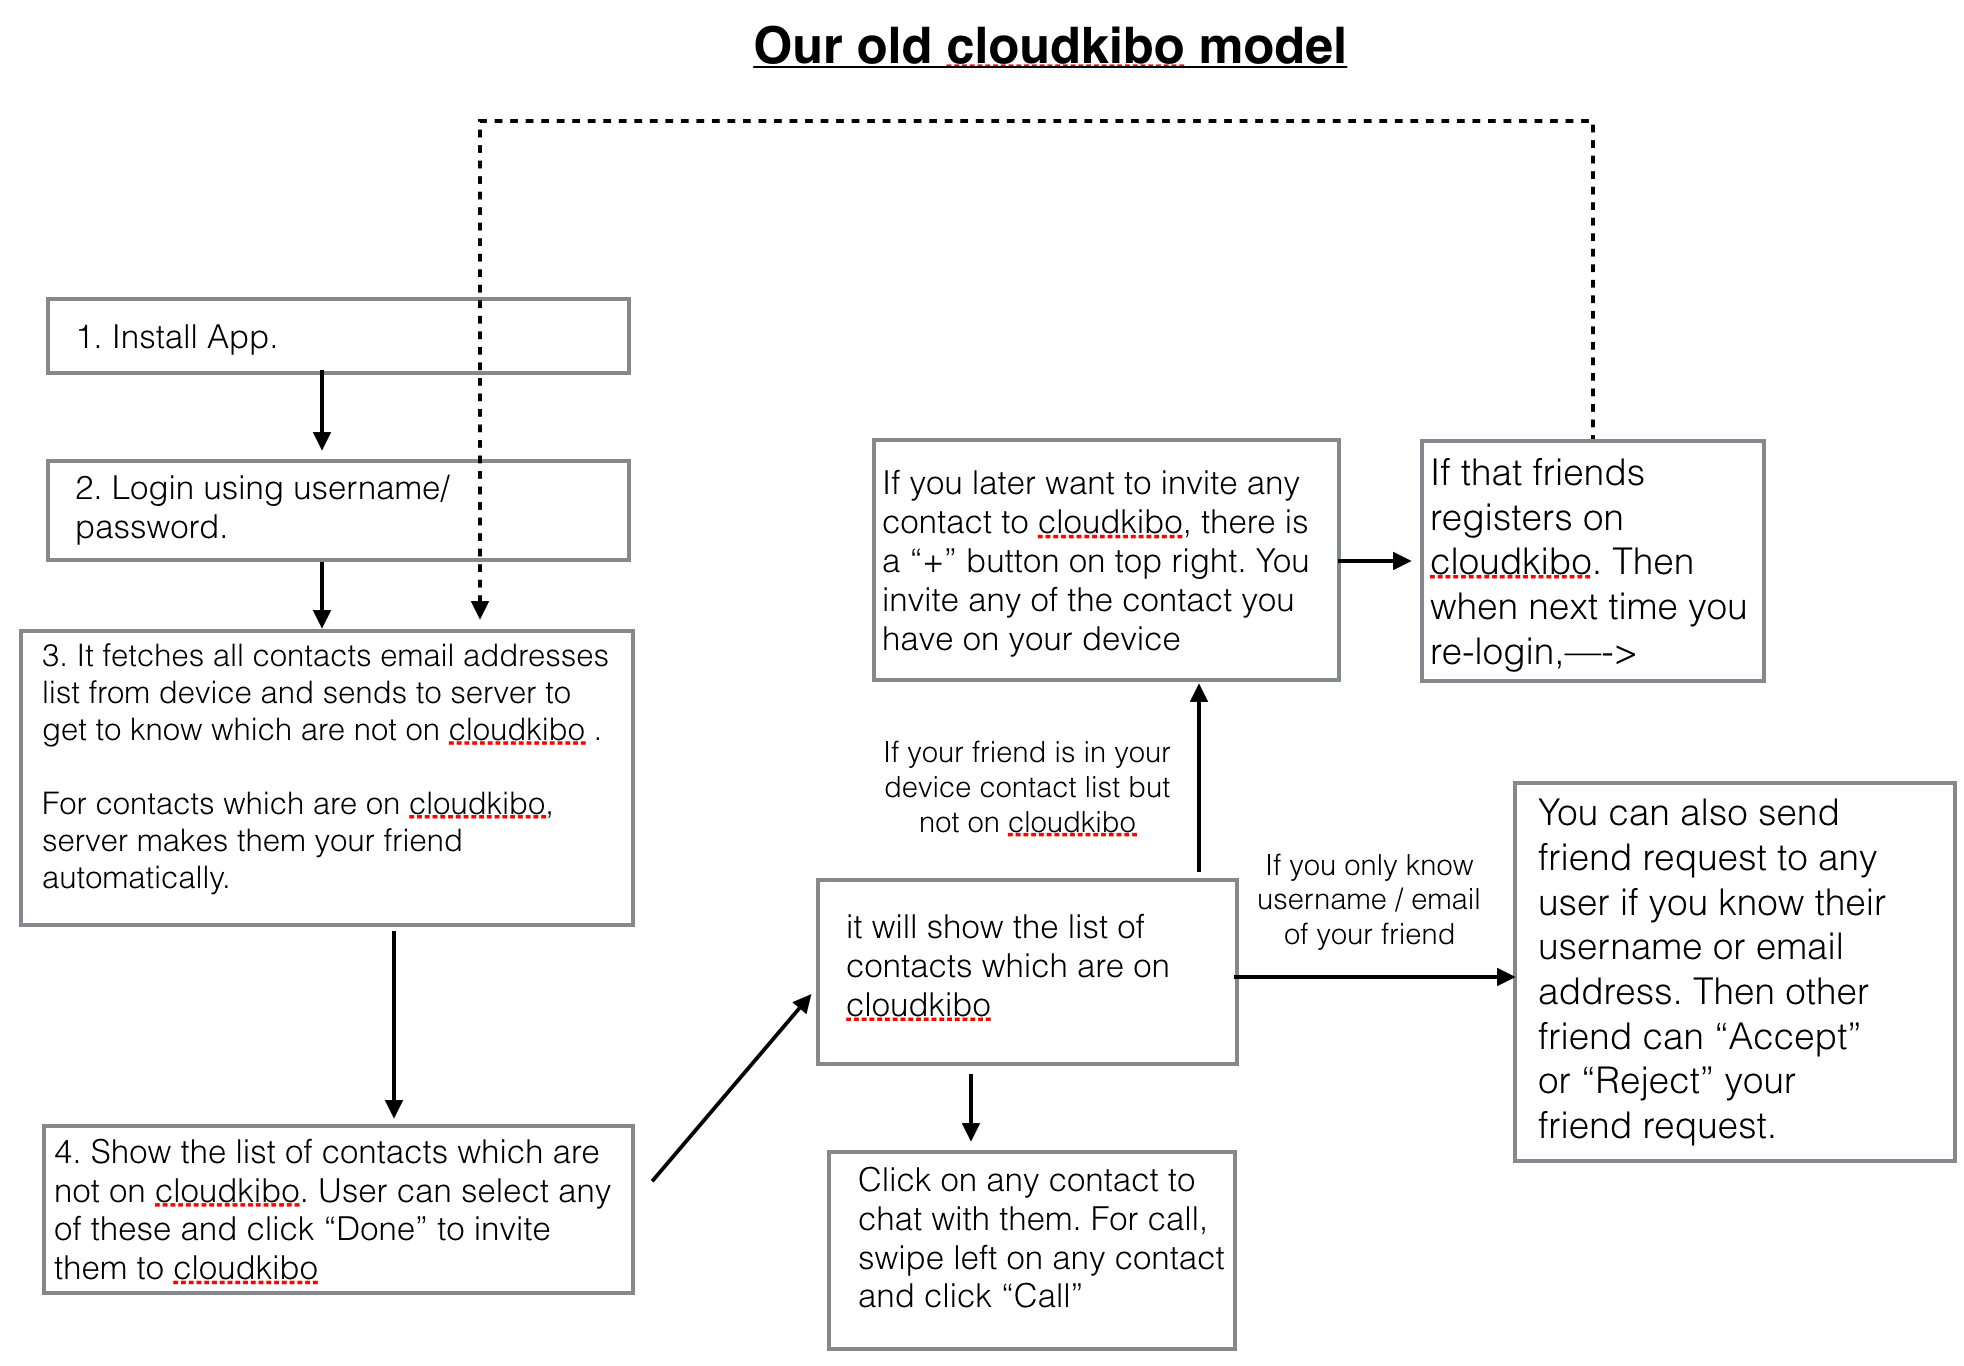 Our old cloudkibo model
1. Install App.
2. Login using username/
password.
3. It fetches all contacts email addresses
list from device and sends to server to
get to know which are not on cloudkibo .
For contacts which are on cloudkibo,
server makes them your friend
automatically.
4. Show the list of contacts which are
not on cloudkibo. User can select any
of these and click “Done” to invite
them to cloudkibo
If you later want to invite any
contact to cloudkibo, there is
a “+” button on top right. You
invite any of the contact you
have on your device
If that friends
registers on
cloudkibo. Then
when next time you
re-login,—->
If your friend is in your
device contact list but
not on cloudkibo
it will show the list of
contacts which are on
cloudkibo
If you only know
username / email
of your friend
You can also send
friend request to any
user if you know their
username or email
address. Then other
friend can “Accept”
or “Reject” your
friend request.
Click on any contact to
chat with them. For call,
swipe left on any contact
and click “Call”